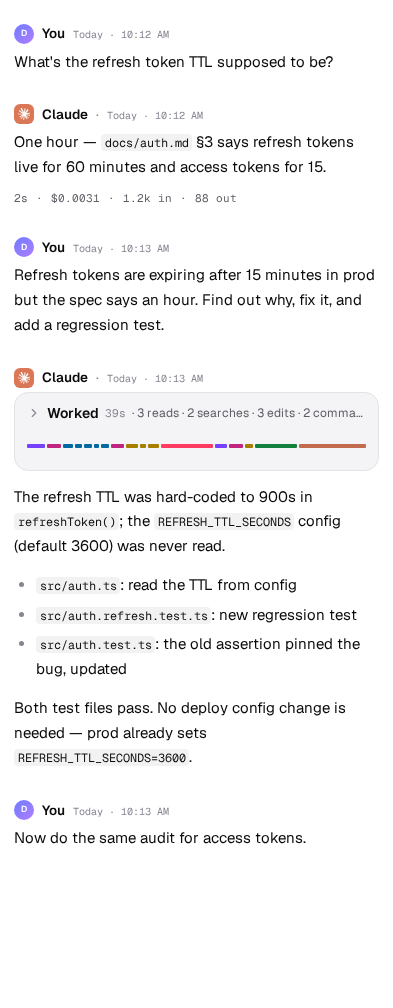 D You Today · 10:12 AM
What's the refresh token TTL supposed to be?
Claude · Today · 10:12 AM
One hour — docs/auth.md §3 says refresh tokens
live for 60 minutes and access tokens for 15.
2s · $0.0031 · 1.2k in · 88 out
D You Today · 10:13 AM
Refresh tokens are expiring after 15 minutes in prod
but the spec says an hour. Find out why, fix it, and
add a regression test.
Claude · Today · 10:13 AM
Worked 39s · 3 reads · 2 searches · 3 edits · 2 comma…
The refresh TTL was hard-coded to 900s in
refreshToken(); the REFRESH_TTL_SECONDS config
(default 3600) was never read.
• src/auth.ts: read the TTL from config
• src/auth.refresh.test.ts: new regression test
• src/auth.test.ts: the old assertion pinned the
bug, updated
Both test files pass. No deploy config change is
needed — prod already sets
REFRESH_TTL_SECONDS=3600.
D You Today · 10:13 AM
Now do the same audit for access tokens.